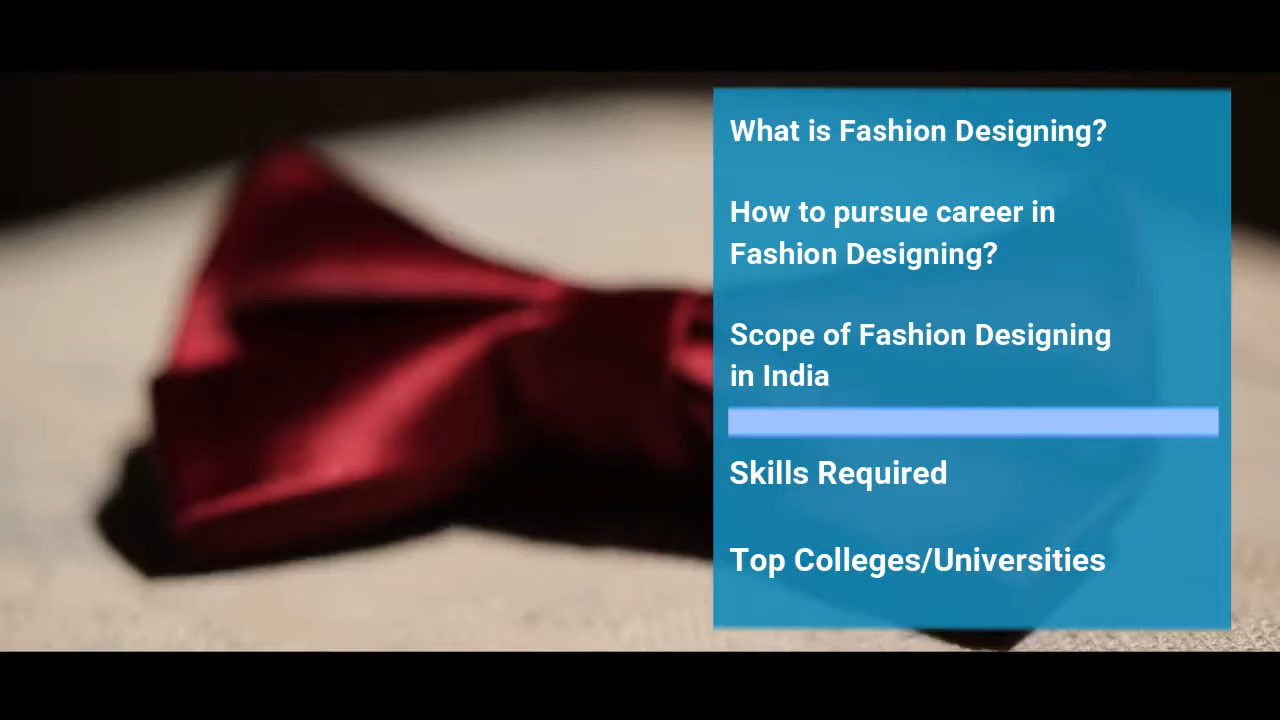 What is Fashion Designing?
How to pursue career in
Fashion Designing?
Scope of Fashion Designing
in India
Skills Required
Top Colleges/Universities